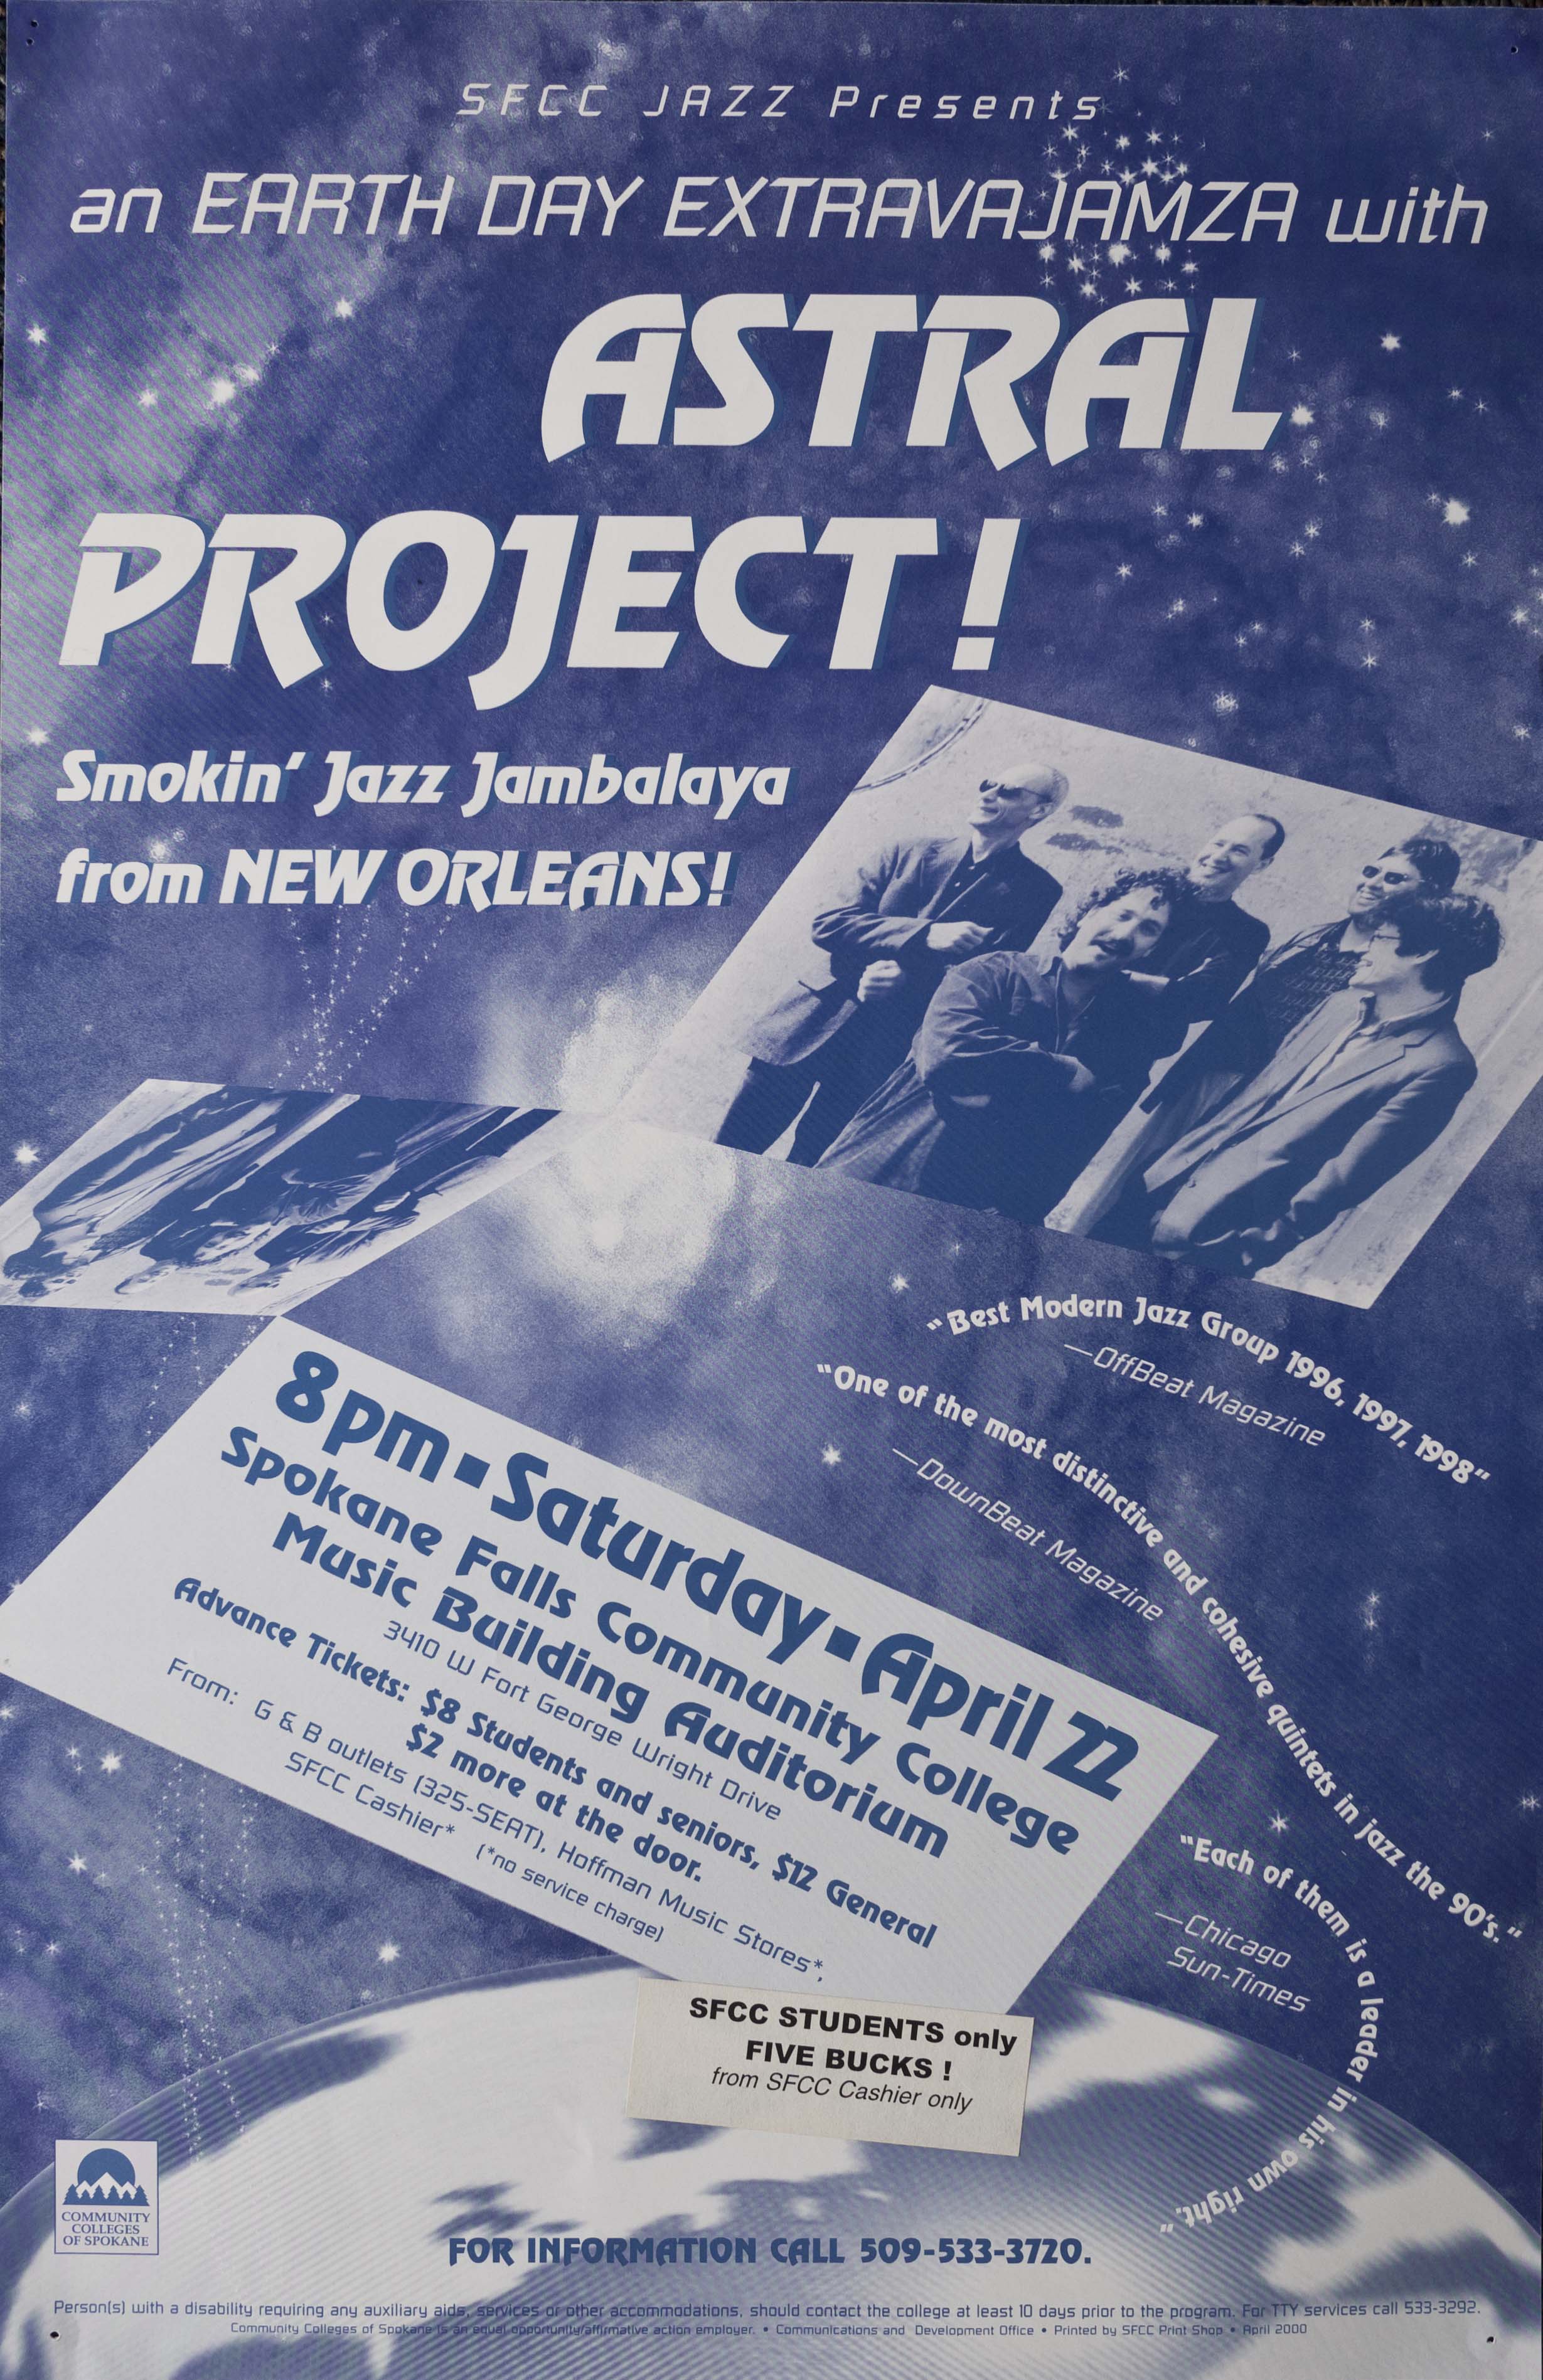 SFCC JAZZ Presents
an EARTH DAY EXTRAVAJAMZA with
ASTRAL
PROJECT!
Smokin' Jazz Jambalaya
from NEW ORLEANS!
"Best Modern Jazz Group 1996, 1997, 1998"
—OffBeat Magazine
"One of the most distinctive and cohesive quintets in jazz the 90's."
—DownBeat Magazine
"Each of them is a leader in his own right."
—Chicago
Sun-Times
8pm▪Saturday▪April 22
Spokane Falls Community College
Music Building Auditorium
3410 W Fort George Wright Drive
Advance Tickets: $8 Students and seniors, $12 General
$2 more at the door.
From: G & B outlets (325-SEAT), Hoffman Music Stores*,
SFCC Cashier* (*no service charge)
SFCC STUDENTS only
FIVE BUCKS !
from SFCC Cashier only
COMMUNITY
COLLEGES
OF SPOKANE
FOR INFORMATION CALL 509-533-3720.
Person(s) with a disability requiring any auxiliary aids, services or other accommodations, should contact the college at least 10 days prior to the program. For TTY services call 533-3292.
Community Colleges of Spokane is an equal opportunity/affirmative action employer. • Communications and Development Office • Printed by SFCC Print Shop • April 2000